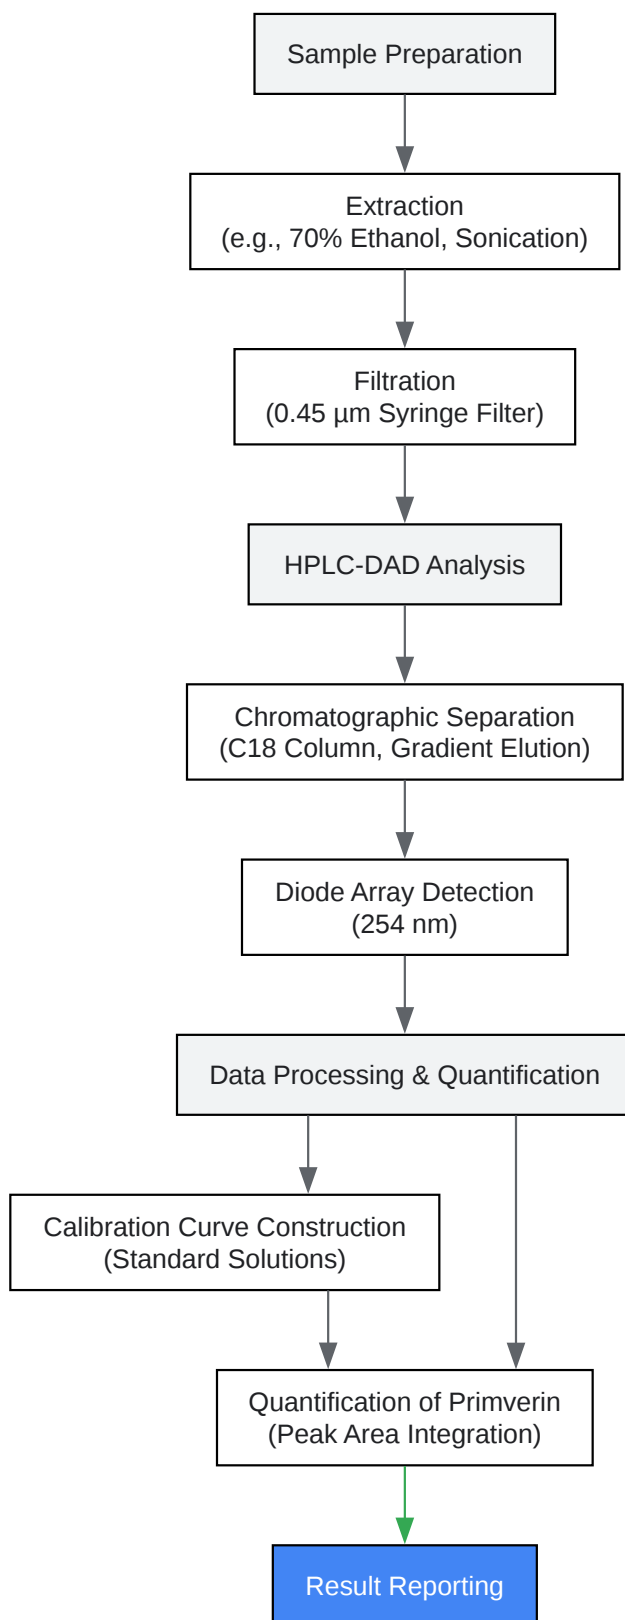 Sample Preparation
Extraction
(e.g., 70% Ethanol, Sonication)
Filtration
(0.45 µm Syringe Filter)
HPLC-DAD Analysis
Chromatographic Separation
(C18 Column, Gradient Elution)
Diode Array Detection
(254 nm)
Data Processing & Quantification
Calibration Curve Construction
(Standard Solutions)
Quantification of Primverin
(Peak Area Integration)
Result Reporting